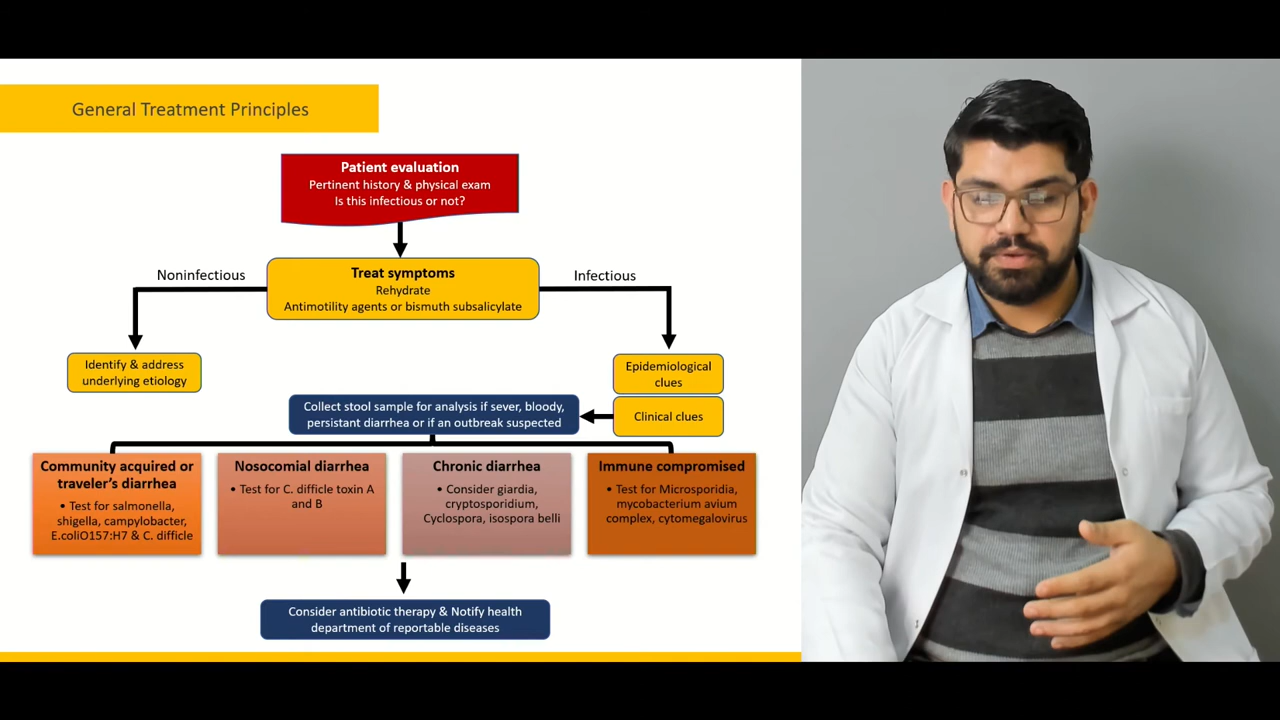 General Treatment Principles
Patient evaluation
Pertinent history & physical exam
Is this infectious or not?
Noninfectious
Treat symptoms
Rehydrate
Antimotility agents or bismuth subsalicylate
Infectious
Identify & address
underlying etiology
Epidemiological
clues
Clinical clues
Collect stool sample for analysis if sever, bloody,
persistant diarrhea or if an outbreak suspected
Community acquired or
traveler's diarrhea
• Test for salmonella,
shigella, campylobacter,
E.coliO157:H7 & C. difficle
Nosocomial diarrhea
• Test for C. difficle toxin A
and B
Chronic diarrhea
• Consider giardia,
cryptosporidium,
Cyclospora, isospora belli
Immune compromised
• Test for Microsporidia,
mycobacterium avium
complex, cytomegalovirus
Consider antibiotic therapy & Notify health
department of reportable diseases